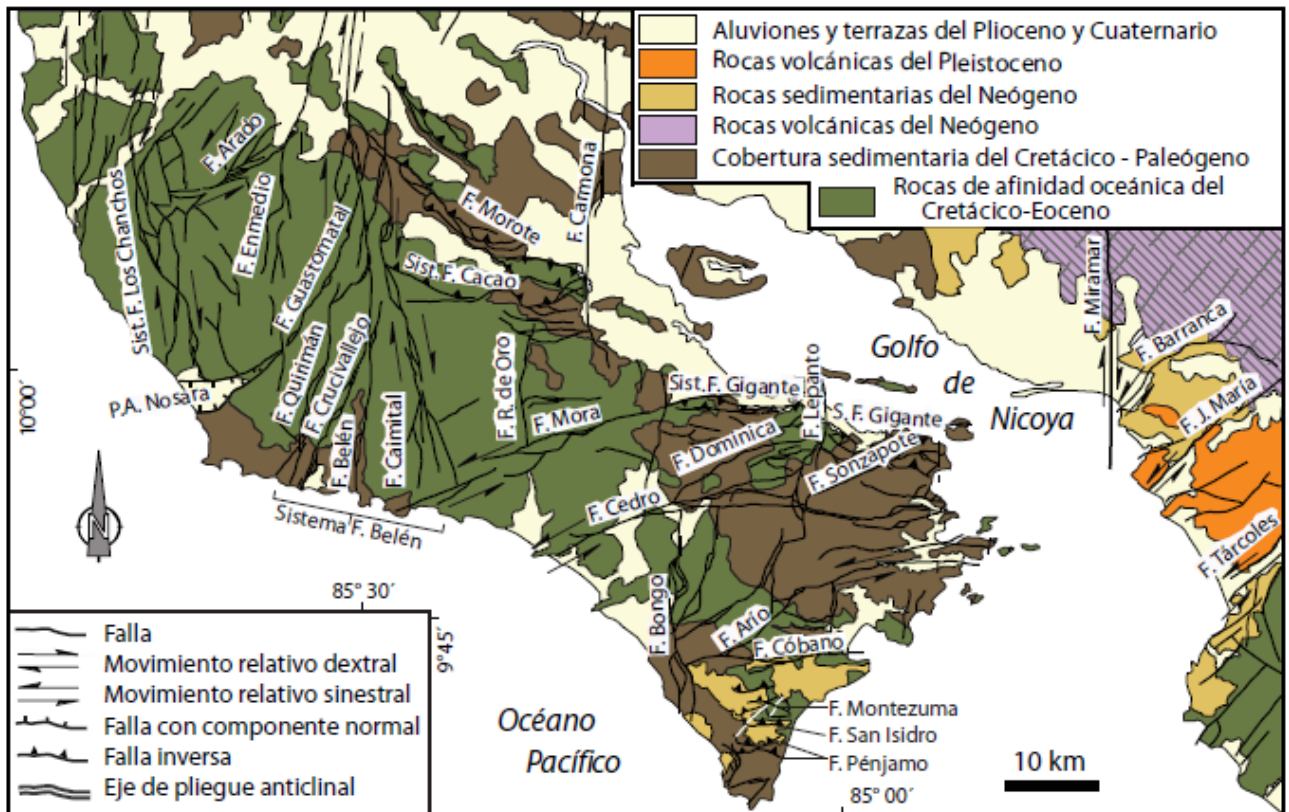 Aluviones y terrazas del Plioceno y Cuaternario
Rocas volcánicas del Pleistoceno
Rocas sedimentarias del Neógeno
Rocas volcánicas del Neógeno
Cobertura sedimentaria del Cretácico - Paleógeno
Rocas de afinidad oceánica del
Cretácico-Eoceno
F. Arado
F. Enmedio
F. Guastomatal
Sist. F. Los Chanchos
F. Morote
F. Carmona
Sist. F. Cacao
F. Quirimán
F. Crucivallejo
F. Belén
F. Caimital
F. R. de Oro
F. Mora
P.A. Nosara
Sistema F. Belén
Sist. F. Gigante
F. Lepanto
S. F. Gigante
F. Dominica
F. Sonzapote
F. Cedro
F. Bongo
F. Arío
F. Cóbano
F. Montezuma
F. San Isidro
F. Pénjamo
Golfo
de
Nicoya
F. Miramar
F. Barranca
F. J. María
F. Tárcoles
Océano
Pacífico
10 km
10°00´
85° 30´
9°45´
85° 00´
N
Falla
Movimiento relativo dextral
Movimiento relativo sinestral
Falla con componente normal
Falla inversa
Eje de pliegue anticlinal